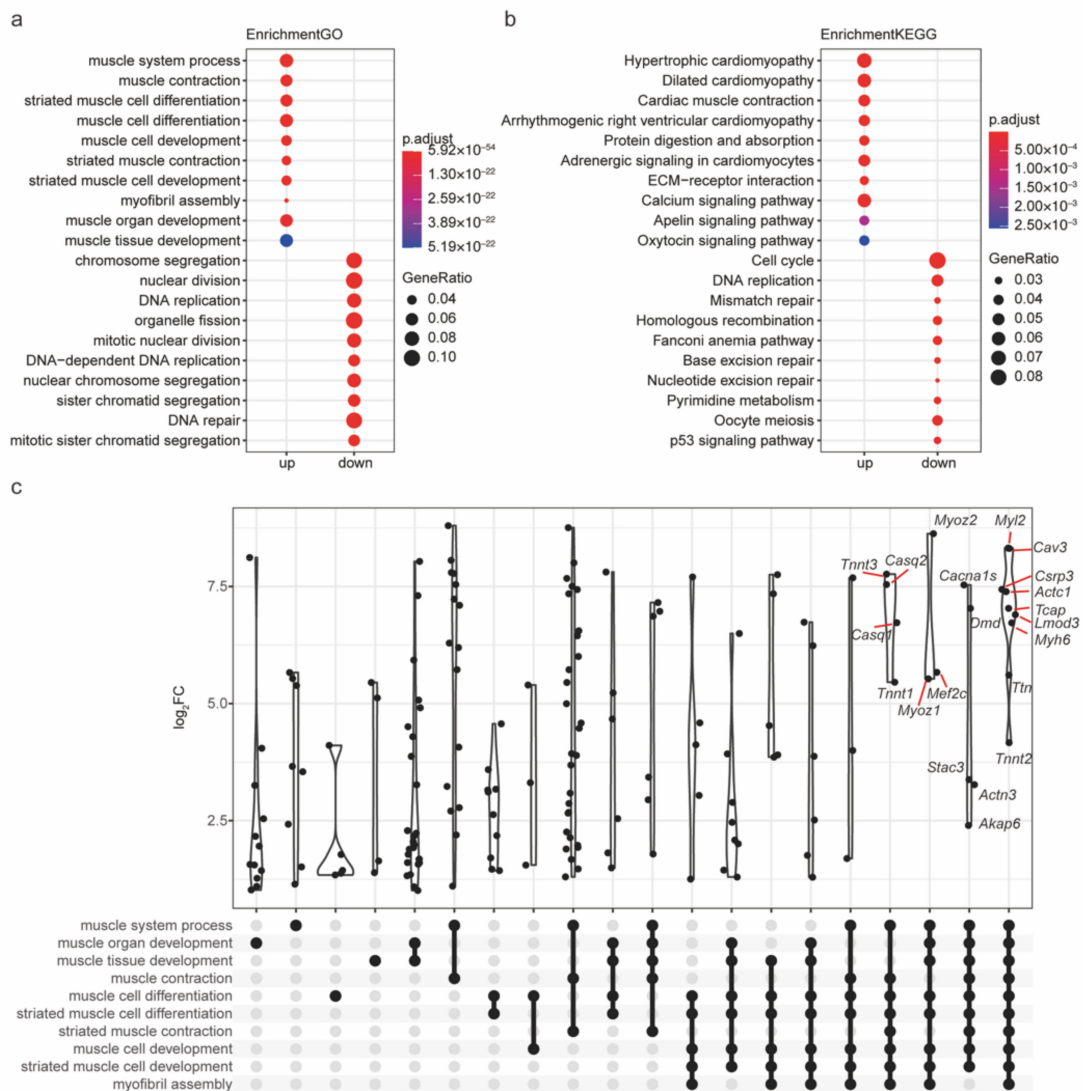 a
EnrichmentGO
muscle system process
muscle contraction
striated muscle cell differentiation
muscle cell differentiation
muscle cell development
striated muscle contraction
striated muscle cell development
myofibril assembly
muscle organ development
muscle tissue development
chromosome segregation
nuclear division
DNA replication
organelle fission
mitotic nuclear division
DNA−dependent DNA replication
nuclear chromosome segregation
sister chromatid segregation
DNA repair
mitotic sister chromatid segregation
up down
p.adjust
5.92×10⁻⁵⁴
1.30×10⁻²²
2.59×10⁻²²
3.89×10⁻²²
5.19×10⁻²²
GeneRatio
0.04
0.06
0.08
0.10
b
EnrichmentKEGG
Hypertrophic cardiomyopathy
Dilated cardiomyopathy
Cardiac muscle contraction
Arrhythmogenic right ventricular cardiomyopathy
Protein digestion and absorption
Adrenergic signaling in cardiomyocytes
ECM−receptor interaction
Calcium signaling pathway
Apelin signaling pathway
Oxytocin signaling pathway
Cell cycle
DNA replication
Mismatch repair
Homologous recombination
Fanconi anemia pathway
Base excision repair
Nucleotide excision repair
Pyrimidine metabolism
Oocyte meiosis
p53 signaling pathway
up down
p.adjust
5.00×10⁻⁴
1.00×10⁻³
1.50×10⁻³
2.00×10⁻³
2.50×10⁻³
GeneRatio
0.03
0.04
0.05
0.06
0.07
0.08
c
log₂FC
7.5
5.0
2.5
Tnnt3
Casq2
Casq1
Tnnt1
Myoz2
Myoz1
Mef2c
Cacna1s
Dmd
Stac3
Actn3
Akap6
Myl2
Cav3
Csrp3
Actc1
Tcap
Lmod3
Myh6
Ttn
Tnnt2
muscle system process
muscle organ development
muscle tissue development
muscle contraction
muscle cell differentiation
striated muscle cell differentiation
striated muscle contraction
muscle cell development
striated muscle cell development
myofibril assembly